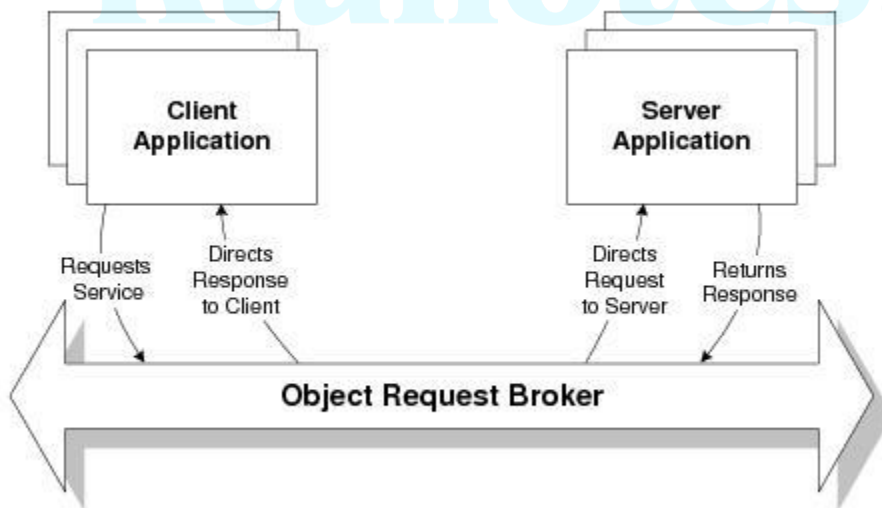 Client
Application
Server
Application
Requests
Service
Directs
Response
to Client
Directs
Request
to Server
Returns
Response
Object Request Broker